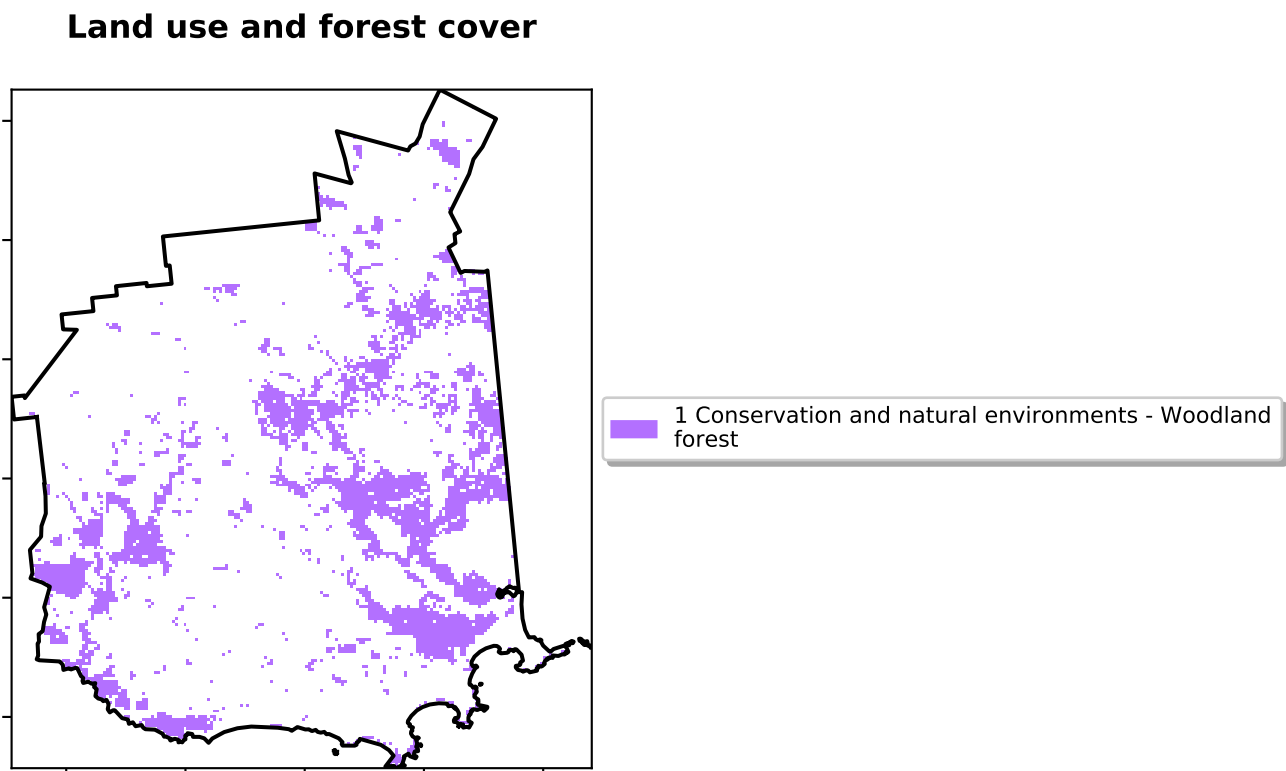 Land use and forest cover
1 Conservation and natural environments - Woodland
forest